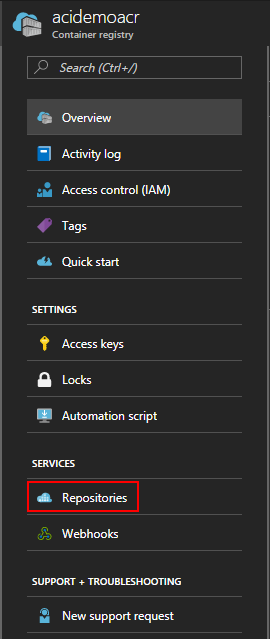 acidemoacr
Container registry
Search (Ctrl+/)
Overview
Activity log
Access control (IAM)
Tags
Quick start
SETTINGS
Access keys
Locks
Automation script
SERVICES
Repositories
Webhooks
SUPPORT + TROUBLESHOOTING
New support request